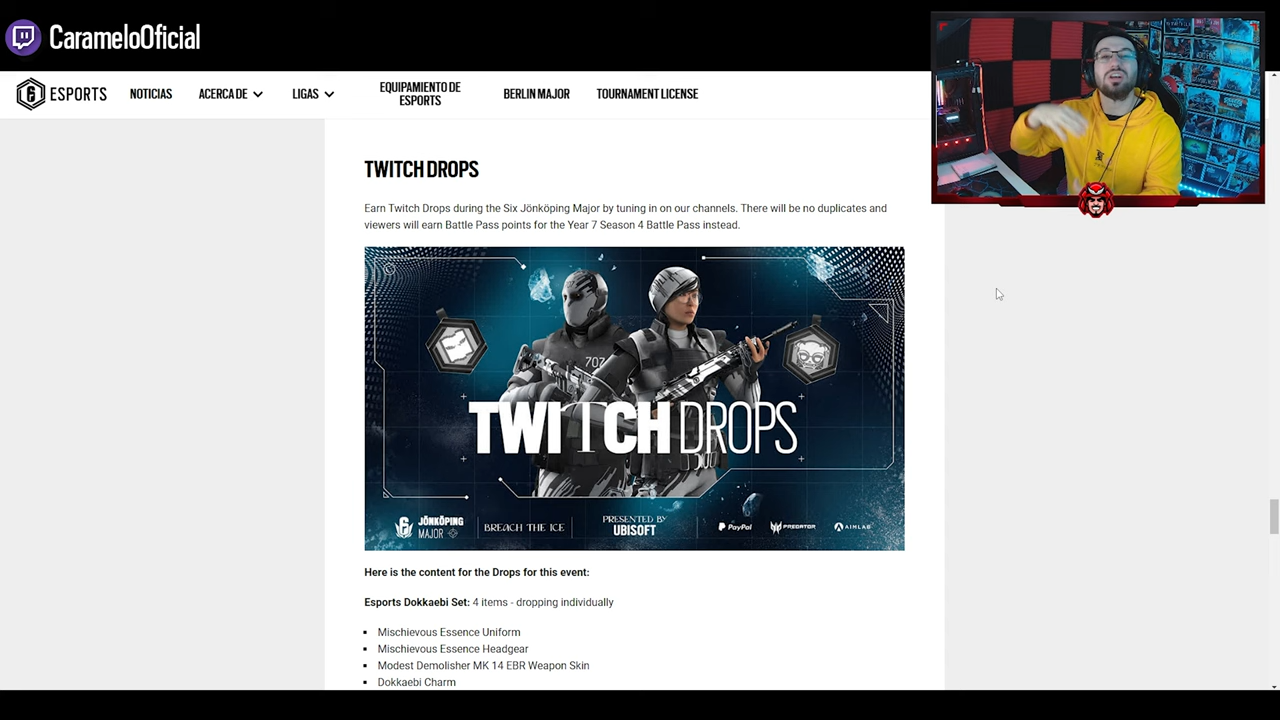 CarameloOficial
ESPORTS
NOTICIAS
ACERCA DE
LIGAS
EQUIPAMIENTO DE
ESPORTS
BERLIN MAJOR
TOURNAMENT LICENSE
TWITCH DROPS
Earn Twitch Drops during the Six Jönköping Major by tuning in on our channels. There will be no duplicates and
viewers will earn Battle Pass points for the Year 7 Season 4 Battle Pass instead.
707
TWITCH DROPS
JÖNKÖPING
MAJOR
BREACH THE ICE
PRESENTED BY
UBISOFT
PayPal
PREDATOR
AIMLAB
Here is the content for the Drops for this event:
Esports Dokkaebi Set: 4 items - dropping individually
Mischievous Essence Uniform
Mischievous Essence Headgear
Modest Demolisher MK 14 EBR Weapon Skin
Dokkaebi Charm